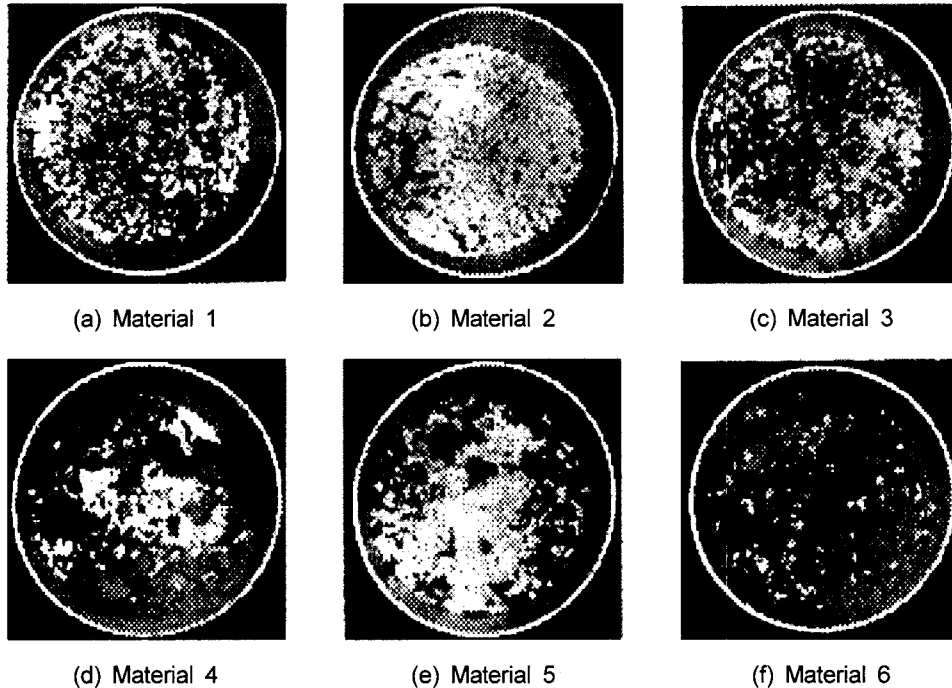 (a) Material 1
(b) Material 2
(c) Material 3
(d) Material 4
(e) Material 5
(f) Material 6